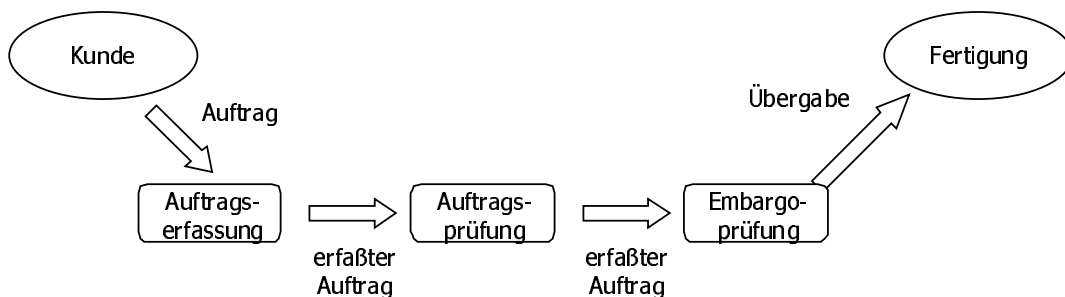 Kunde
Fertigung
Auftrag
Übergabe
Auftrags-
erfassung
Auftrags-
prüfung
Embargo-
prüfung
erfaßter
Auftrag
erfaßter
Auftrag